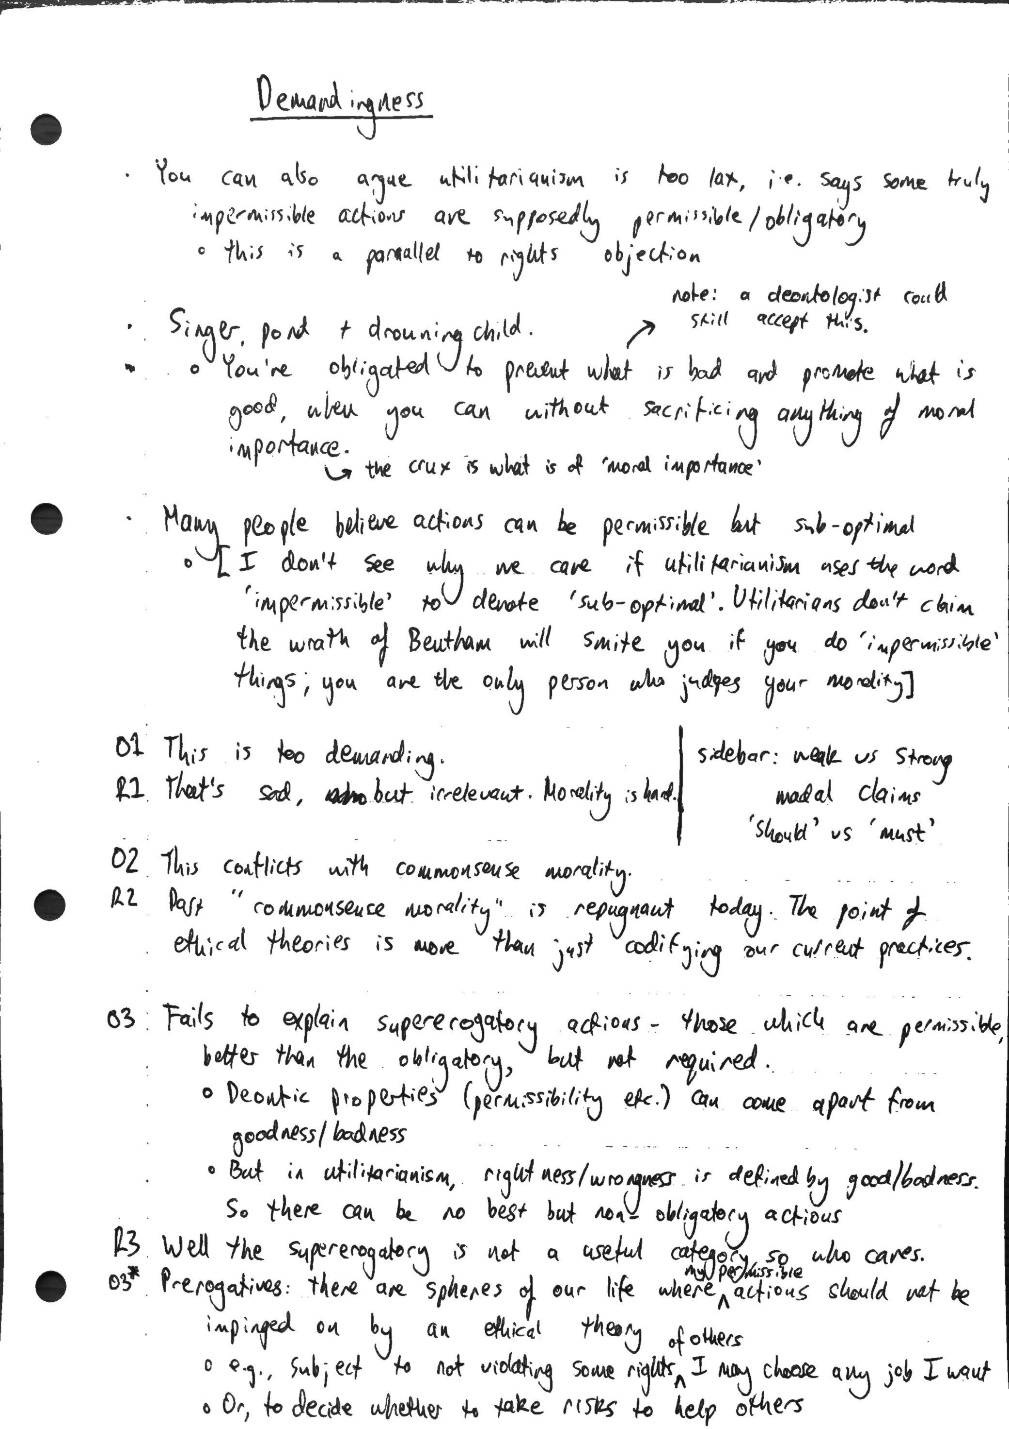 Demandingness
· You can also argue utilitarianism is too lax, i.e. says some truly
impermissible actions are supposedly permissible/obligatory
o this is a parallel to rights objection
note: a deontologist could
still accept this.
· Singer, pond + drowning child.
o You're obligated to prevent what is bad and promote what is
good, when you can without sacrificing anything of moral
importance.
↳ the crux is what is of 'moral importance'
· Many people believe actions can be permissible but sub-optimal
o [I don't see why we care if utilitarianism uses the word
'impermissible' to denote 'sub-optimal'. Utilitarians don't claim
the wrath of Bentham will smite you if you do 'impermissible'
things; you are the only person who judges your morality]
O1 This is too demanding.
R1 That's sad, but irrelevant. Morality is hard.
sidebar: weak vs strong
modal claims
'should' vs 'must'
O2 This conflicts with commonsense morality.
R2 Past "commonsense morality" is repugnant today. The point of
ethical theories is more than just codifying our current practices.
O3 Fails to explain supererogatory actions - those which are permissible,
better than the obligatory, but not required.
o Deontic properties (permissibility etc.) can come apart from
goodness/badness
o But in utilitarianism, rightness/wrongness is defined by good/badness.
So there can be no best but non-obligatory actions
R3 Well the supererogatory is not a useful category so who cares.
O3* Prerogatives: there are spheres of our life where my permissible actions should not be
impinged on by an ethical theory
o e.g., subject to not violating some rights of others, I may choose any job I want
o Or, to decide whether to take risks to help others